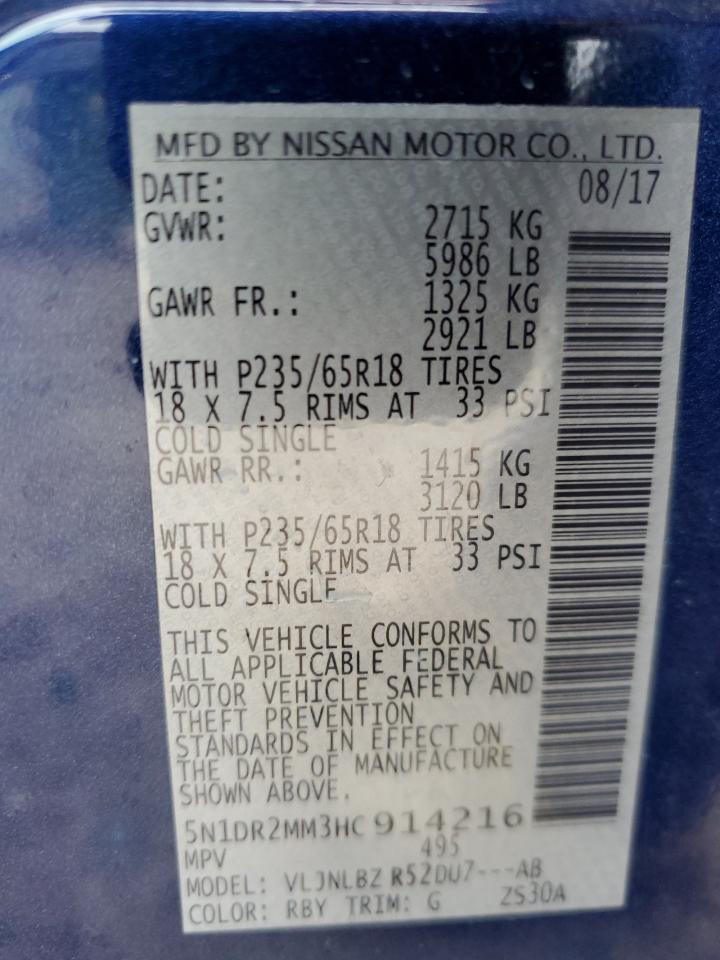 MFD BY NISSAN MOTOR CO., LTD.
DATE: 08/17
GVWR: 2715 KG
5986 LB
GAWR FR.: 1325 KG
2921 LB
WITH P235/65R18 TIRES
18 X 7.5 RIMS AT 33 PSI
COLD SINGLE
GAWR RR.: 1415 KG
3120 LB
WITH P235/65R18 TIRES
18 X 7.5 RIMS AT 33 PSI
COLD SINGLE
THIS VEHICLE CONFORMS TO
ALL APPLICABLE FEDERAL
MOTOR VEHICLE SAFETY AND
THEFT PREVENTION
STANDARDS IN EFFECT ON
THE DATE OF MANUFACTURE
SHOWN ABOVE.
5N1DR2MM3HC914216
MPV 495
MODEL: VLJNLBZ R52DUZ---AB
COLOR: RBY TRIM: G ZS30A